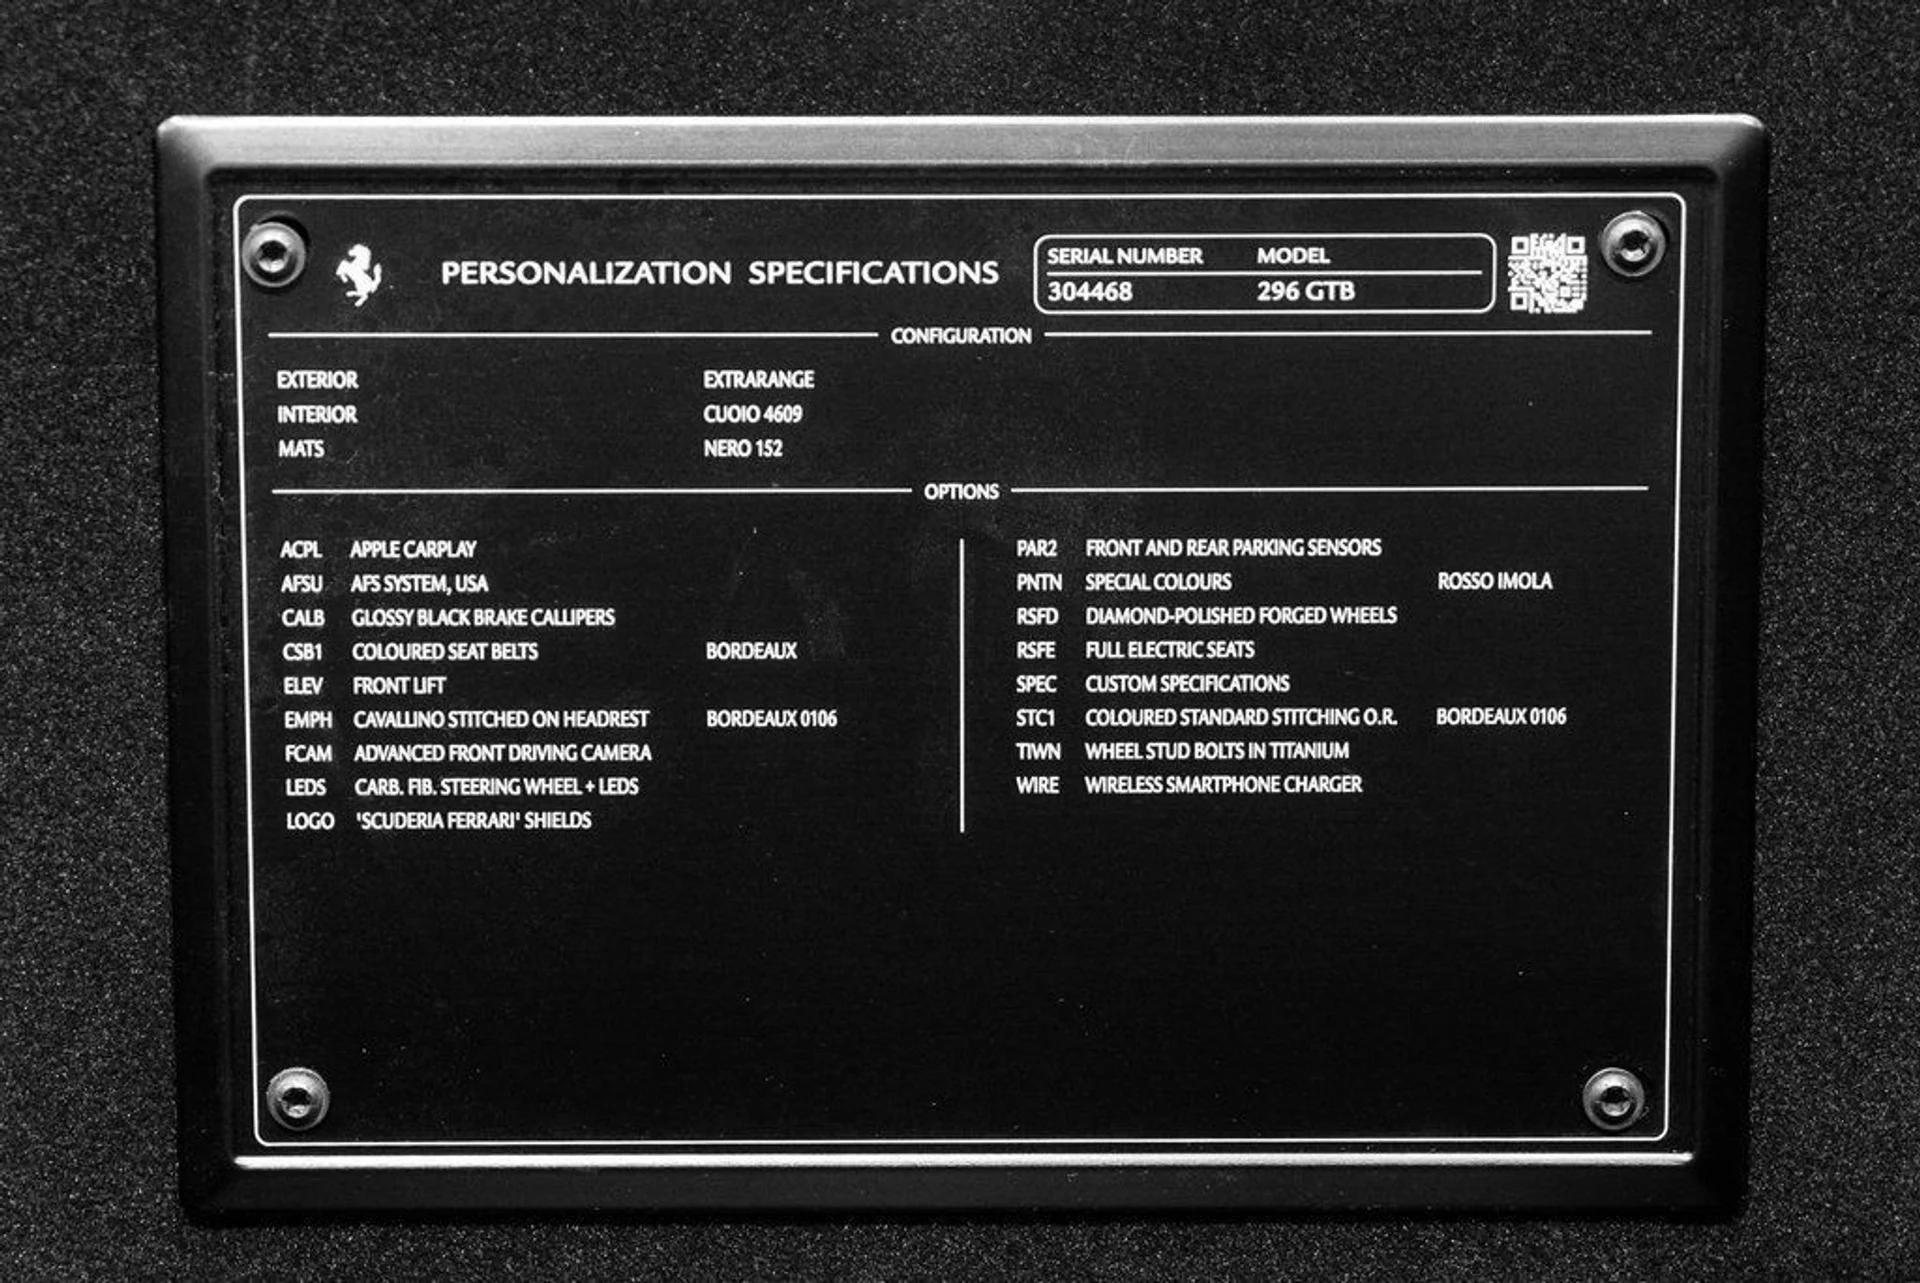 PERSONALIZATION SPECIFICATIONS
SERIAL NUMBER MODEL
304468 296 GTB
CONFIGURATION
EXTERIOR EXTRARANGE
INTERIOR CUOIO 4609
MATS NERO 152
OPTIONS
ACPL APPLE CARPLAY
AFSU AFS SYSTEM, USA
CALB GLOSSY BLACK BRAKE CALLIPERS
CSB1 COLOURED SEAT BELTS BORDEAUX
ELEV FRONT LIFT
EMPH CAVALLINO STITCHED ON HEADREST BORDEAUX 0106
FCAM ADVANCED FRONT DRIVING CAMERA
LEDS CARB. FIB. STEERING WHEEL + LEDS
LOGO 'SCUDERIA FERRARI' SHIELDS
PAR2 FRONT AND REAR PARKING SENSORS
PNTN SPECIAL COLOURS ROSSO IMOLA
RSFD DIAMOND-POLISHED FORGED WHEELS
RSFE FULL ELECTRIC SEATS
SPEC CUSTOM SPECIFICATIONS
STC1 COLOURED STANDARD STITCHING O.R. BORDEAUX 0106
TIWN WHEEL STUD BOLTS IN TITANIUM
WIRE WIRELESS SMARTPHONE CHARGER